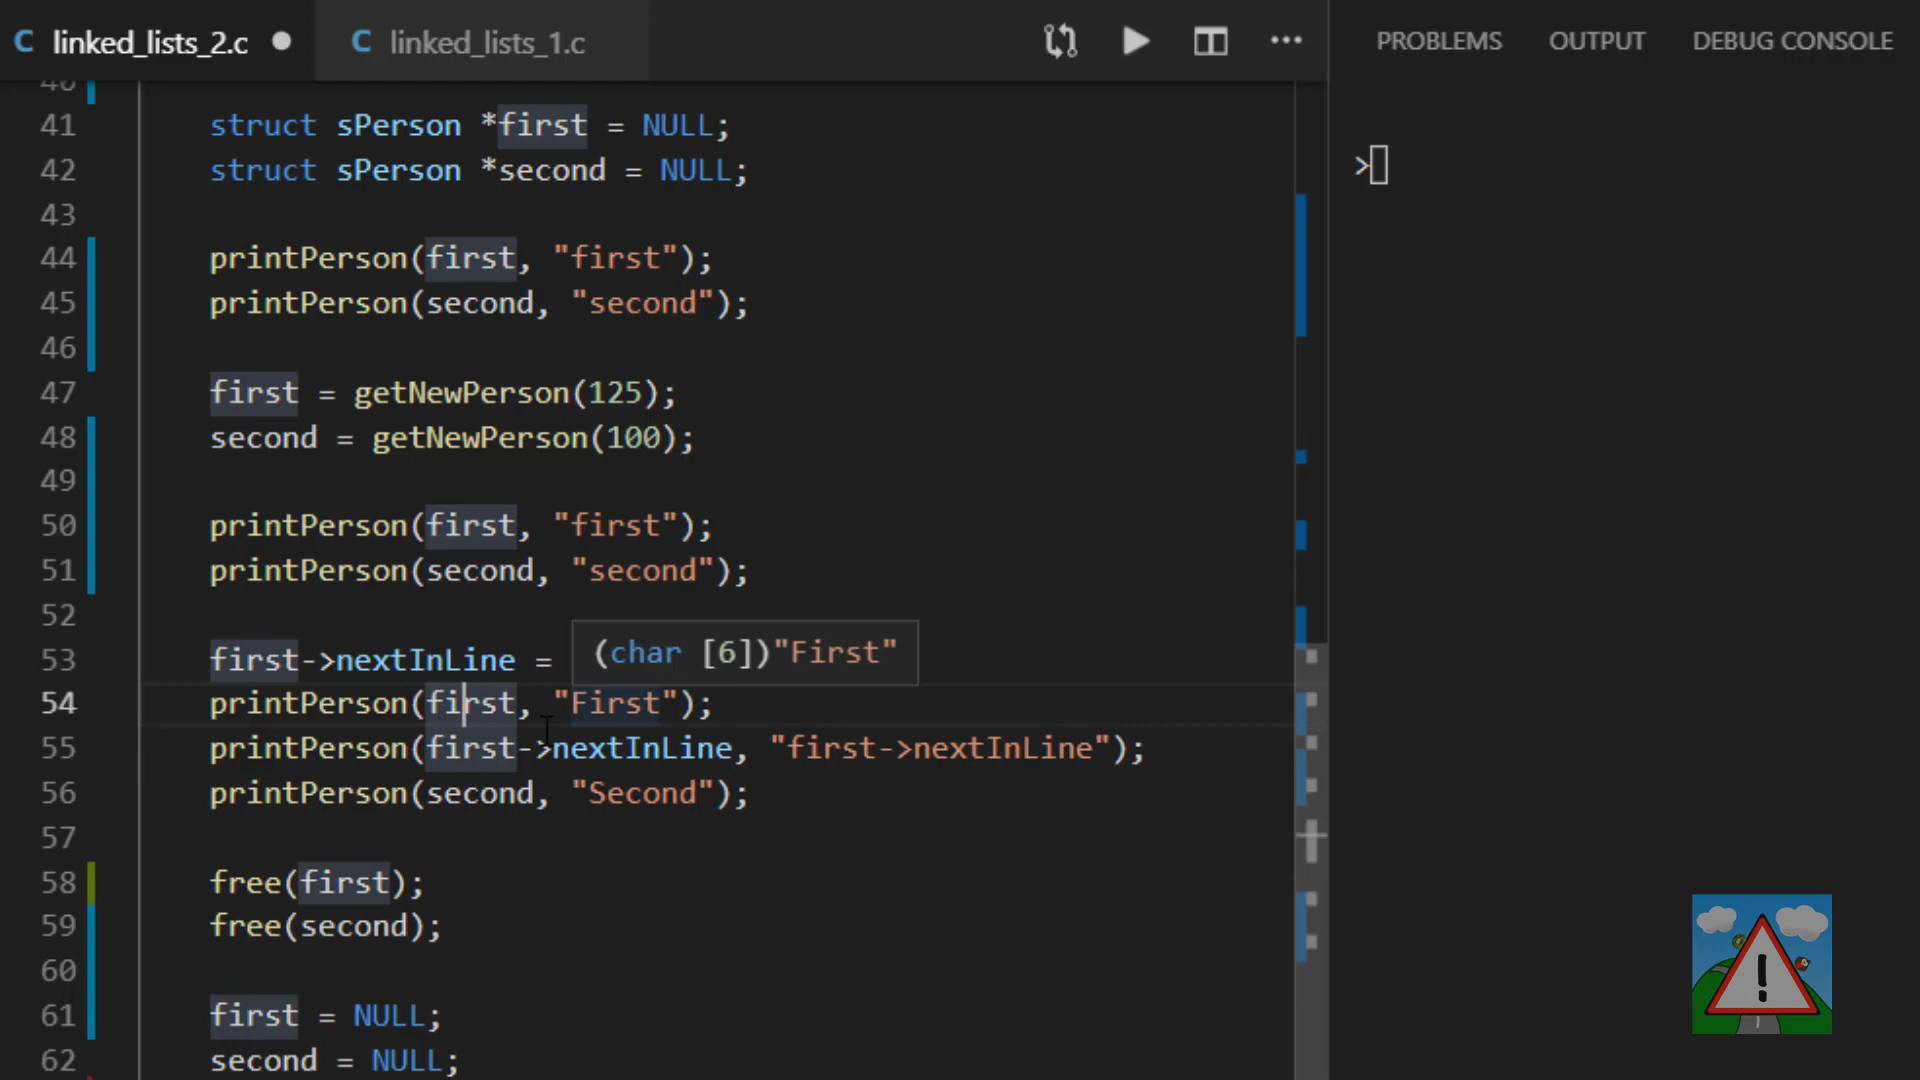 C linked_lists_2.c ● C linked_lists_1.c PROBLEMS OUTPUT DEBUG CONSOLE
40
41 struct sPerson *first = NULL;
42 struct sPerson *second = NULL;
>
43
44 printPerson(first, "first");
45 printPerson(second, "second");
46
47 first = getNewPerson(125);
48 second = getNewPerson(100);
49
50 printPerson(first, "first");
51 printPerson(second, "second");
52
53 first->nextInLine = (char [6])"First"
54 printPerson(first, "First");
55 printPerson(first->nextInLine, "first->nextInLine");
56 printPerson(second, "Second");
57
58 free(first);
59 free(second);
60
61 first = NULL;
62 second = NULL;